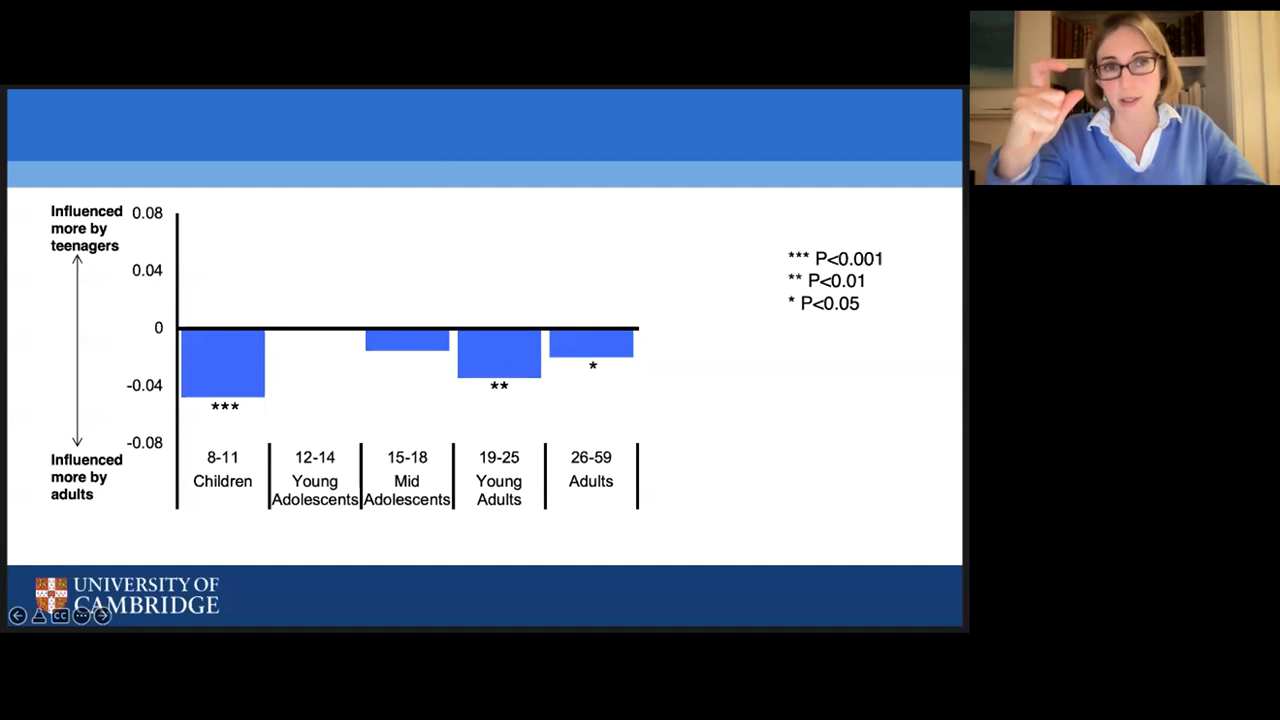 Influenced
more by
teenagers
0.08
0.04
0
-0.04
-0.08
Influenced
more by
adults
***
**
*
*** P<0.001
** P<0.01
* P<0.05
8-11
Children
12-14
Young
Adolescents
15-18
Mid
Adolescents
19-25
Young
Adults
26-59
Adults
UNIVERSITY OF
CAMBRIDGE
CC